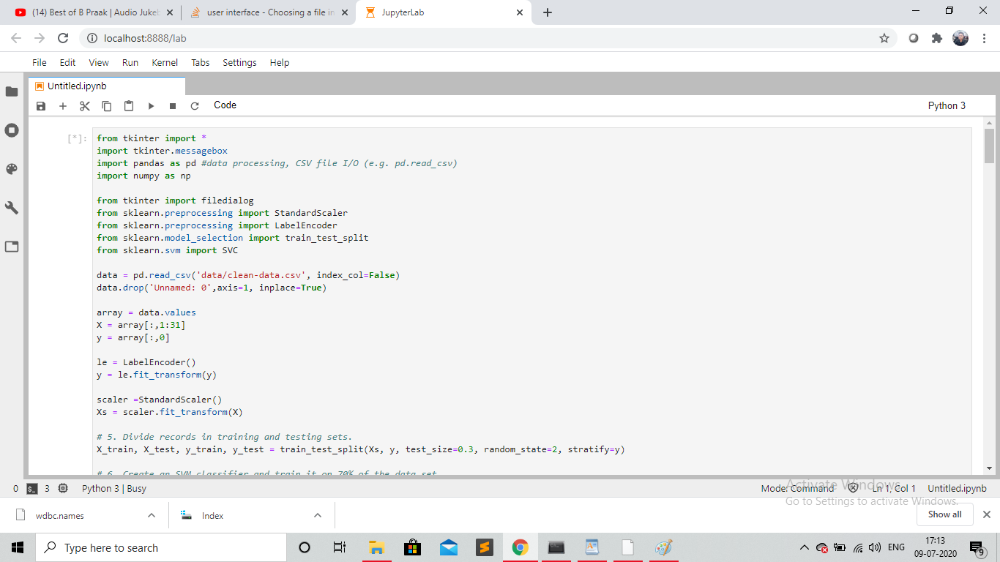 (14) Best of B Praak | Audio Juke
user interface - Choosing a file in
JupyterLab
localhost:8888/lab
File Edit View Run Kernel Tabs Settings Help
Untitled.ipynb
Code
Python 3
[*]:
from tkinter import *
import tkinter.messagebox
import pandas as pd #data processing, CSV file I/O (e.g. pd.read_csv)
import numpy as np
from tkinter import filedialog
from sklearn.preprocessing import StandardScaler
from sklearn.preprocessing import LabelEncoder
from sklearn.model_selection import train_test_split
from sklearn.svm import SVC
data = pd.read_csv('data/clean-data.csv', index_col=False)
data.drop('Unnamed: 0',axis=1, inplace=True)
array = data.values
X = array[:,1:31]
y = array[:,0]
le = LabelEncoder()
y = le.fit_transform(y)
scaler =StandardScaler()
Xs = scaler.fit_transform(X)
# 5. Divide records in training and testing sets.
X_train, X_test, y_train, y_test = train_test_split(Xs, y, test_size=0.3, random_state=2, stratify=y)
# 6. Create an SVM classifier and train it on 70% of the data set.
0 $_ 3 Python 3 | Busy
Mode: Command Ln 1, Col 1 Untitled.ipynb
Activate Windows
Go to Settings to activate Windows.
wdbc.names
Index
Show all
Type here to search
ENG
17:13
09-07-2020
9